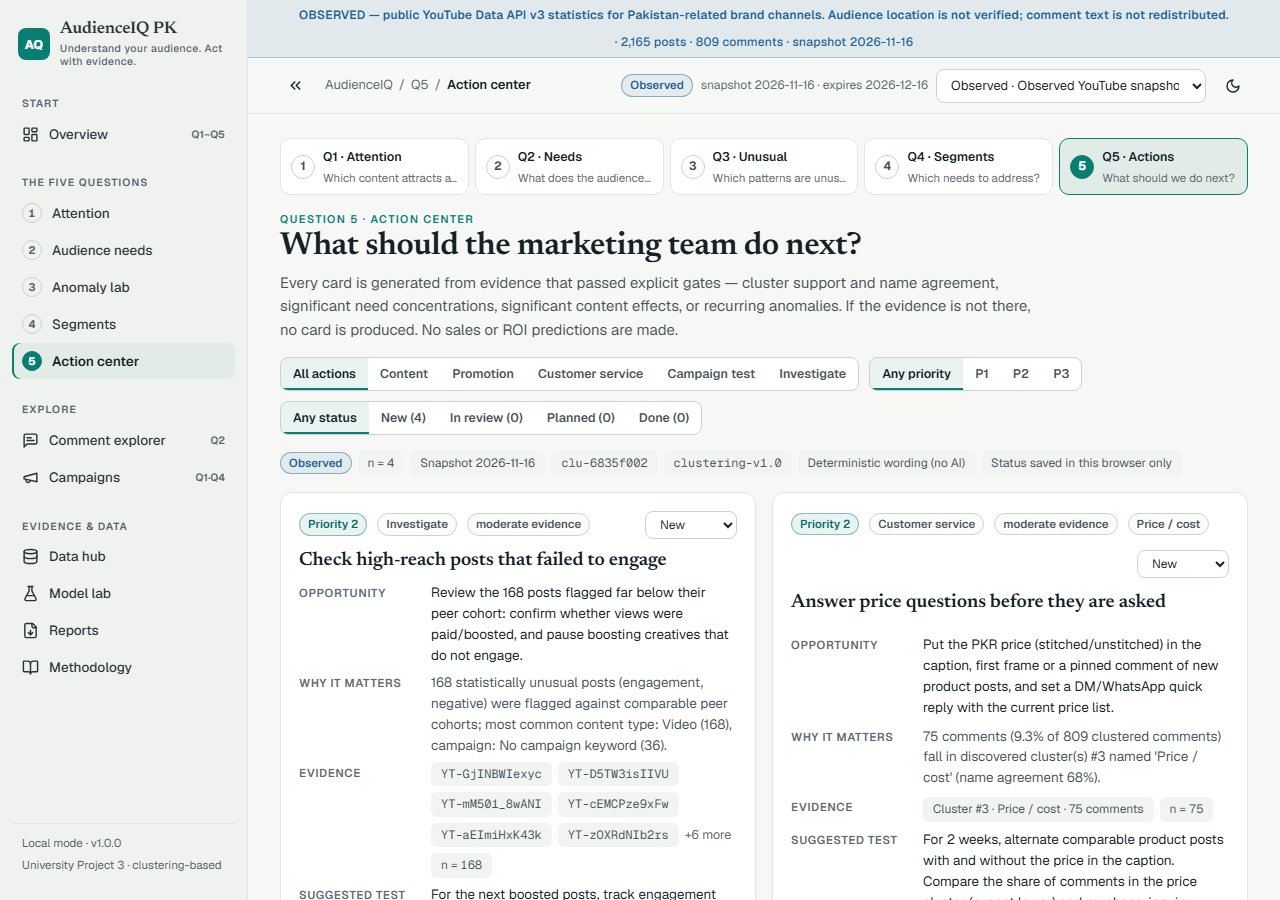 AQ
AudienceIQ PK
Understand your audience. Act
with evidence.
START
Overview Q1–Q5
THE FIVE QUESTIONS
1 Attention
2 Audience needs
3 Anomaly lab
4 Segments
5 Action center
EXPLORE
Comment explorer Q2
Campaigns Q1-Q4
EVIDENCE & DATA
Data hub
Model lab
Reports
Methodology
Local mode · v1.0.0
University Project 3 · clustering-based
OBSERVED — public YouTube Data API v3 statistics for Pakistan-related brand channels. Audience location is not verified; comment text is not redistributed.
· 2,165 posts · 809 comments · snapshot 2026-11-16
AudienceIQ / Q5 / Action center
Observed snapshot 2026-11-16 · expires 2026-12-16 Observed · Observed YouTube snapsho
1 Q1 · Attention
Which content attracts a…
2 Q2 · Needs
What does the audience…
3 Q3 · Unusual
Which patterns are unus…
4 Q4 · Segments
Which needs to address?
5 Q5 · Actions
What should we do next?
QUESTION 5 · ACTION CENTER
What should the marketing team do next?
Every card is generated from evidence that passed explicit gates — cluster support and name agreement,
significant need concentrations, significant content effects, or recurring anomalies. If the evidence is not there,
no card is produced. No sales or ROI predictions are made.
All actions Content Promotion Customer service Campaign test Investigate
Any priority P1 P2 P3
Any status New (4) In review (0) Planned (0) Done (0)
Observed n = 4 Snapshot 2026-11-16 clu-6835f002 clustering-v1.0 Deterministic wording (no AI) Status saved in this browser only
Priority 2 Investigate moderate evidence New
Check high-reach posts that failed to engage
OPPORTUNITY
Review the 168 posts flagged far below their
peer cohort: confirm whether views were
paid/boosted, and pause boosting creatives that
do not engage.
WHY IT MATTERS
168 statistically unusual posts (engagement,
negative) were flagged against comparable peer
cohorts; most common content type: Video (168),
campaign: No campaign keyword (36).
EVIDENCE
YT-GjINBWIexyc YT-D5TW3isIIVU
YT-mM50i_8wANI YT-cEMCPze9xFw
YT-aEImiHxK43k YT-zOXRdNIb2rs +6 more
n = 168
SUGGESTED TEST
For the next boosted posts, track engagement
Priority 2 Customer service moderate evidence Price / cost
New
Answer price questions before they are asked
OPPORTUNITY
Put the PKR price (stitched/unstitched) in the
caption, first frame or a pinned comment of new
product posts, and set a DM/WhatsApp quick
reply with the current price list.
WHY IT MATTERS
75 comments (9.3% of 809 clustered comments)
fall in discovered cluster(s) #3 named 'Price /
cost' (name agreement 68%).
EVIDENCE
Cluster #3 · Price / cost · 75 comments n = 75
SUGGESTED TEST
For 2 weeks, alternate comparable product posts
with and without the price in the caption.
Compare the share of comments in the price